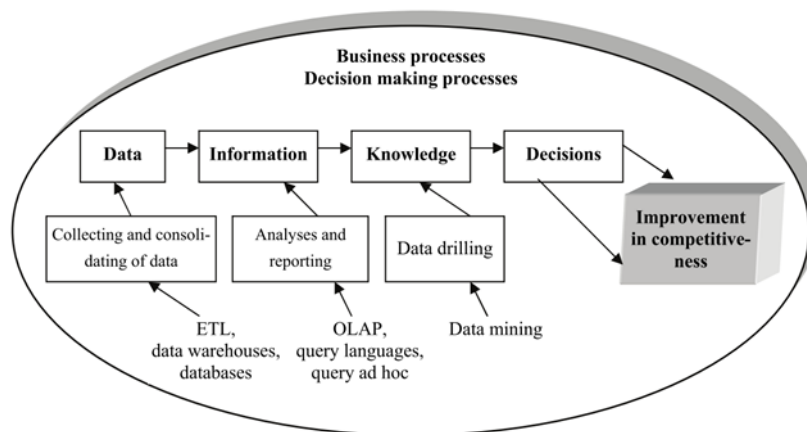 Business processes
Decision making processes
Data
Information
Knowledge
Decisions
Improvement
in competitive-
ness
Collecting and consoli-
dating of data
Analyses and
reporting
Data drilling
ETL,
data warehouses,
databases
OLAP,
query languages,
query ad hoc
Data mining